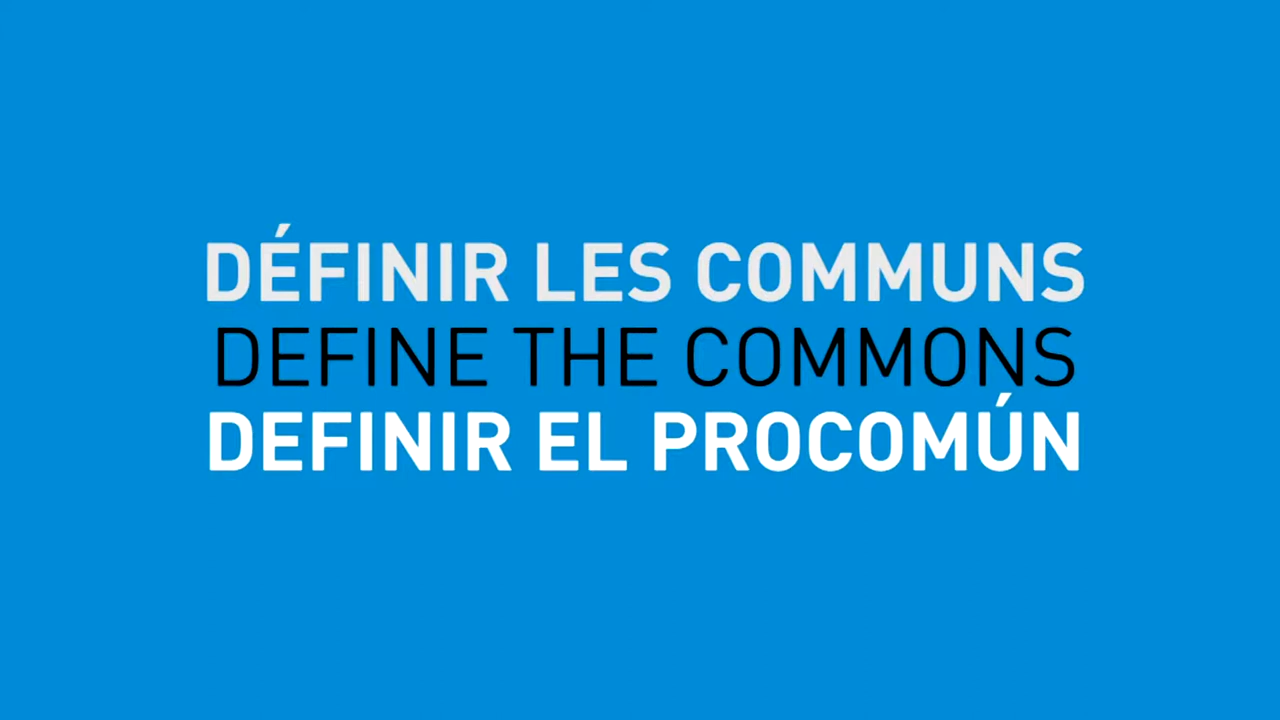 DÉFINIR LES COMMUNS
DEFINE THE COMMONS
DEFINIR EL PROCOMÚN